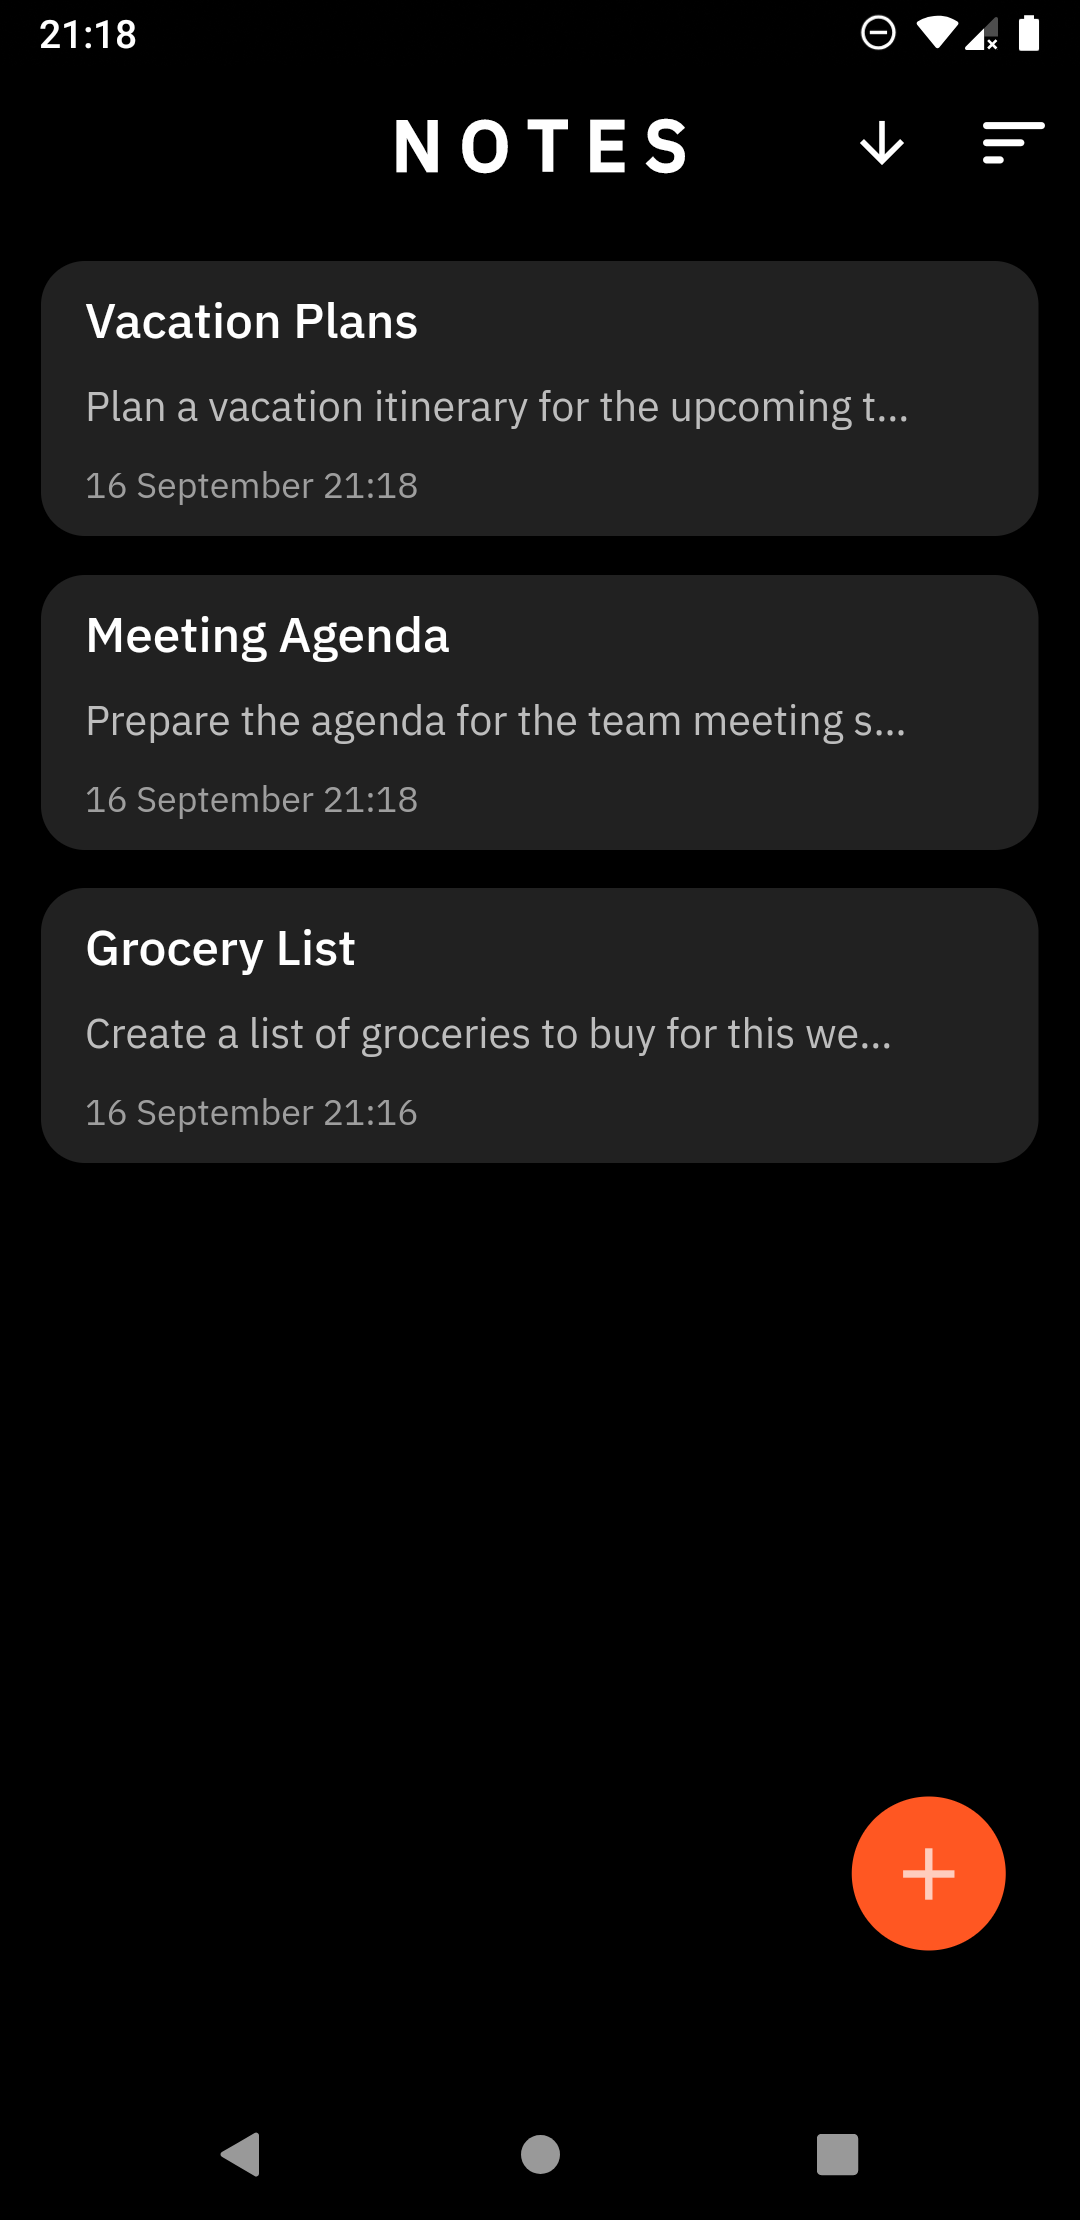 21:18
NOTES
Vacation Plans
Plan a vacation itinerary for the upcoming t...
16 September 21:18
Meeting Agenda
Prepare the agenda for the team meeting s...
16 September 21:18
Grocery List
Create a list of groceries to buy for this we...
16 September 21:16